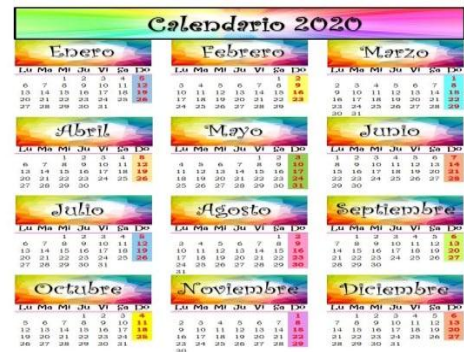 Calendario 2020
Enero
Lu Ma Mi Ju Vi Sa Do
1 2 3 4 5
6 7 8 9 10 11 12
13 14 15 16 17 18 19
20 21 22 23 24 25 26
27 28 29 30 31
Febrero
Lu Ma Mi Ju Vi Sa Do
1 2
3 4 5 6 7 8 9
10 11 12 13 14 15 16
17 18 19 20 21 22 23
24 25 26 27 28 29
Marzo
Lu Ma Mi Ju Vi Sa Do
1
2 3 4 5 6 7 8
9 10 11 12 13 14 15
16 17 18 19 20 21 22
23 24 25 26 27 28 29
Abril
Lu Ma Mi Ju Vi Sa Do
1 2 3 4 5
6 7 8 9 10 11 12
13 14 15 16 17 18 19
20 21 22 23 24 25 26
27 28 29 30
Mayo
Lu Ma Mi Ju Vi Sa Do
1 2 3
4 5 6 7 8 9 10
11 12 13 14 15 16 17
18 19 20 21 22 23 24
25 26 27 28 29 30 31
Junio
Lu Ma Mi Ju Vi Sa Do
1 2 3 4 5 6 7
8 9 10 11 12 13 14
15 16 17 18 19 20 21
22 23 24 25 26 27 28
29 30
Julio
Lu Ma Mi Ju Vi Sa Do
1 2 3 4 5
6 7 8 9 10 11 12
13 14 15 16 17 18 19
20 21 22 23 24 25 26
27 28 29 30 31
Agosto
Lu Ma Mi Ju Vi Sa Do
1 2
3 4 5 6 7 8 9
10 11 12 13 14 15 16
17 18 19 20 21 22 23
24 25 26 27 28 29 30
31
Septiembre
Lu Ma Mi Ju Vi Sa Do
1 2 3 4 5 6
7 8 9 10 11 12 13
14 15 16 17 18 19 20
21 22 23 24 25 26 27
28 29 30
Octubre
Lu Ma Mi Ju Vi Sa Do
1 2 3 4
5 6 7 8 9 10 11
12 13 14 15 16 17 18
19 20 21 22 23 24 25
26 27 28 29 30 31
Noviembre
Lu Ma Mi Ju Vi Sa Do
1
2 3 4 5 6 7 8
9 10 11 12 13 14 15
16 17 18 19 20 21 22
23 24 25 26 27 28 29
30
Diciembre
Lu Ma Mi Ju Vi Sa Do
1 2 3 4 5 6
7 8 9 10 11 12 13
14 15 16 17 18 19 20
21 22 23 24 25 26 27
28 29 30 31